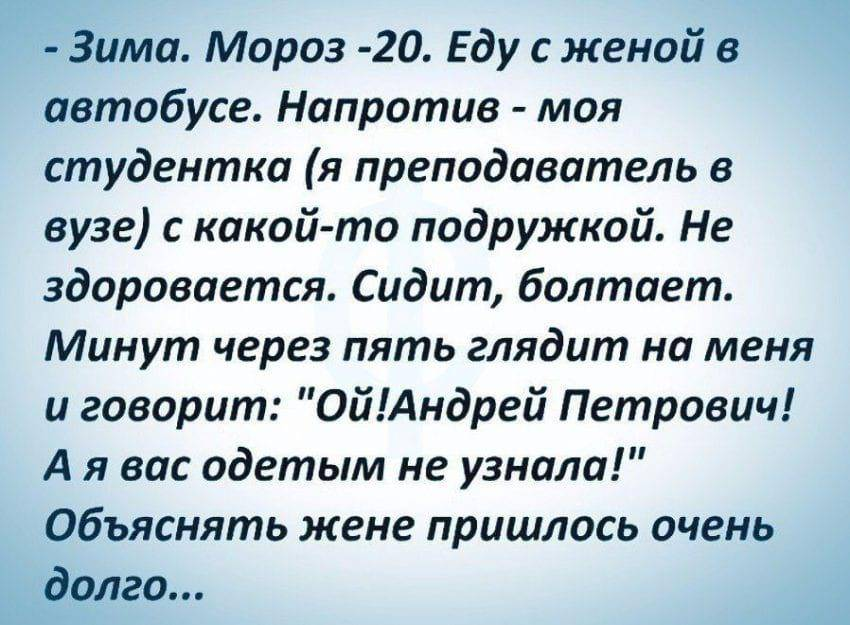 - Зима. Мороз -20. Еду с женой в
автобусе. Напротив - моя
студентка (я преподаватель в
вузе) с какой-то подружкой. Не
здоровается. Сидит, болтает.
Минут через пять глядит на меня
и говорит: "Ой!Андрей Петрович!
А я вас одетым не узнала!"
Объяснять жене пришлось очень
долго...